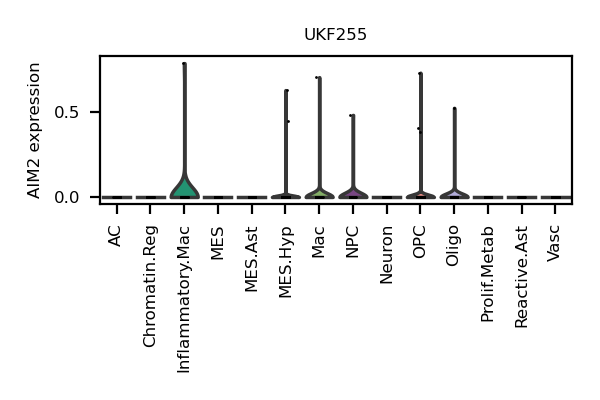 UKF255
AIM2 expression
0.5
0.0
AC
Chromatin.Reg
Inflammatory.Mac
MES
MES.Ast
MES.Hyp
Mac
NPC
Neuron
OPC
Oligo
Prolif.Metab
Reactive.Ast
Vasc